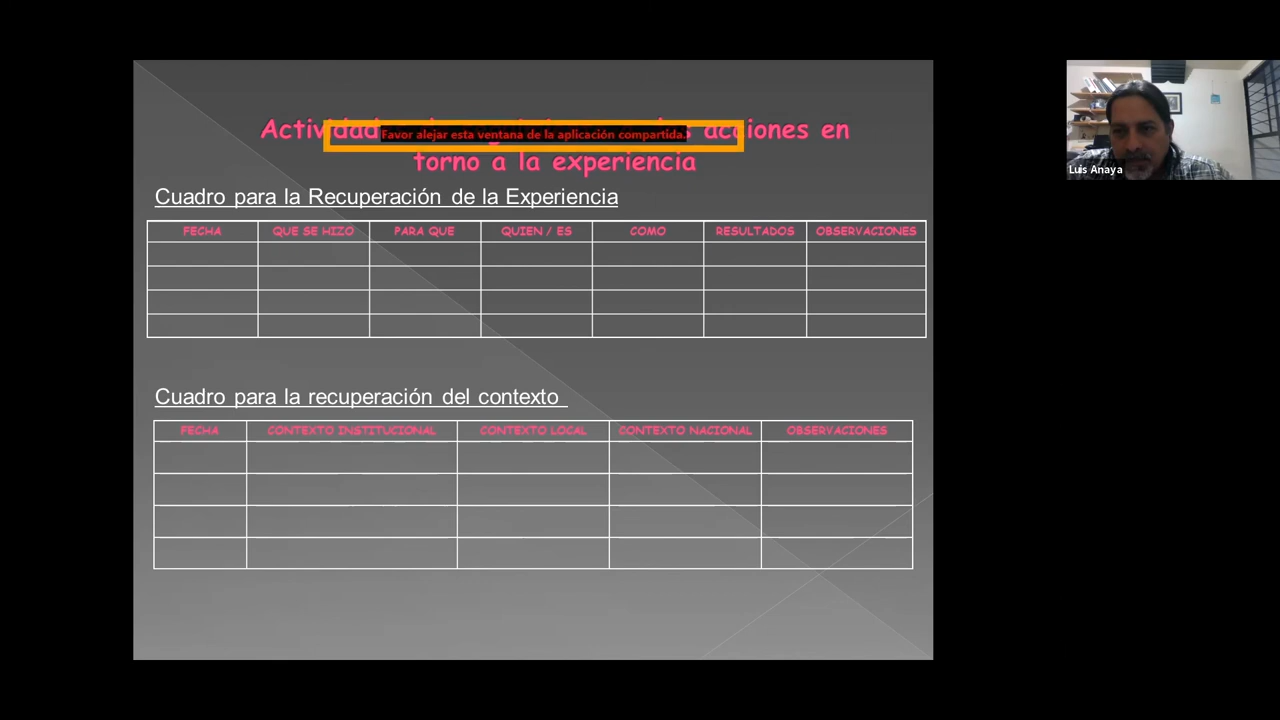 Activdad acciones en
Favor alejar esta ventana de la aplicación compartida.
torno a la experiencia
Cuadro para la Recuperación de la Experiencia
FECHA QUE SE HIZO PARA QUE QUIEN / ES COMO RESULTADOS OBSERVACIONES
Cuadro para la recuperación del contexto
FECHA CONTEXTO INSTITUCIONAL CONTEXTO LOCAL CONTEXTO NACIONAL OBSERVACIONES
Luis Anaya